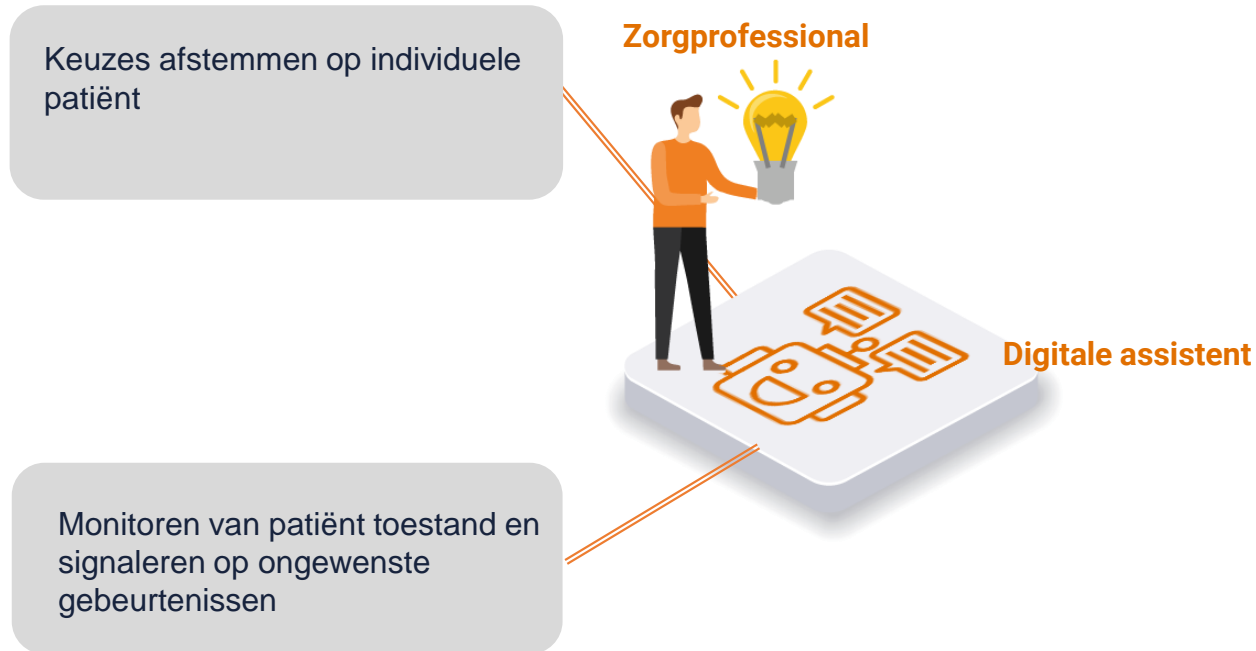 Zorgprofessional
Keuzes afstemmen op individuele
patiënt
Digitale assistent
Monitoren van patiënt toestand en
signaleren op ongewenste
gebeurtenissen